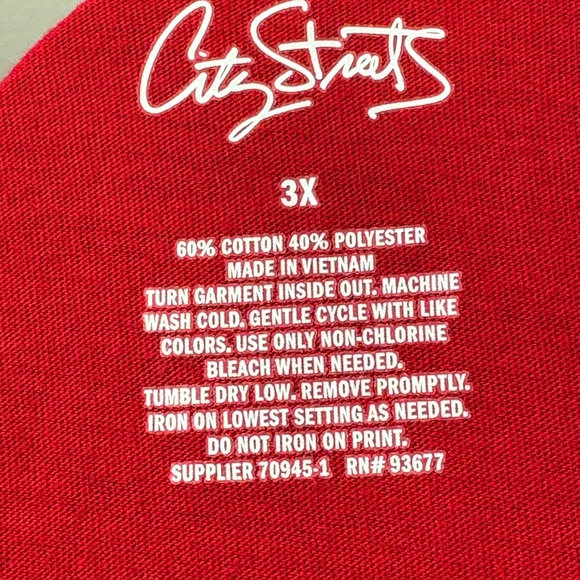 City Streets
3X
60% COTTON 40% POLYESTER
MADE IN VIETNAM
TURN GARMENT INSIDE OUT. MACHINE
WASH COLD. GENTLE CYCLE WITH LIKE
COLORS. USE ONLY NON-CHLORINE
BLEACH WHEN NEEDED.
TUMBLE DRY LOW. REMOVE PROMPTLY.
IRON ON LOWEST SETTING AS NEEDED.
DO NOT IRON ON PRINT.
SUPPLIER 70945-1 RN# 93677